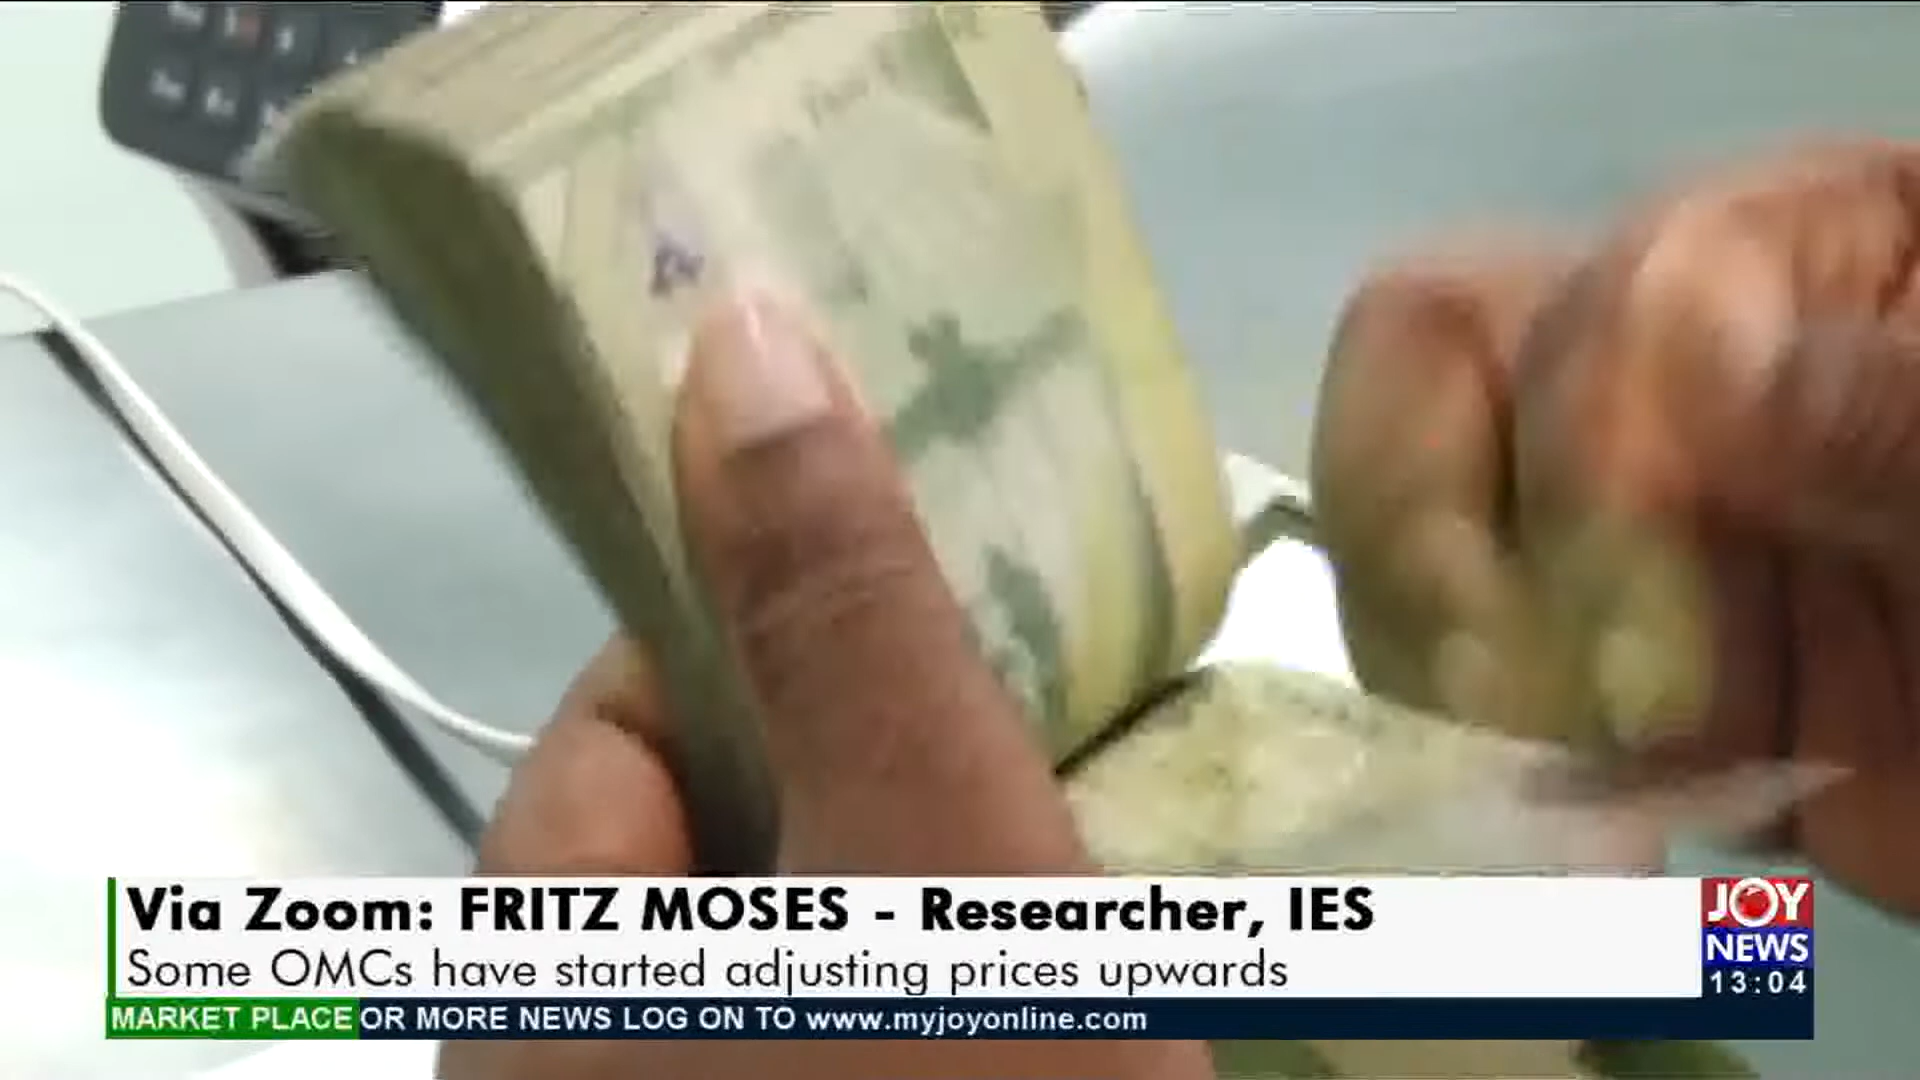 Via Zoom: FRITZ MOSES - Researcher, IES
Some OMCs have started adjusting prices upwards
JOY
NEWS
13:04
MARKET PLACE OR MORE NEWS LOG ON TO www.myjoyonline.com